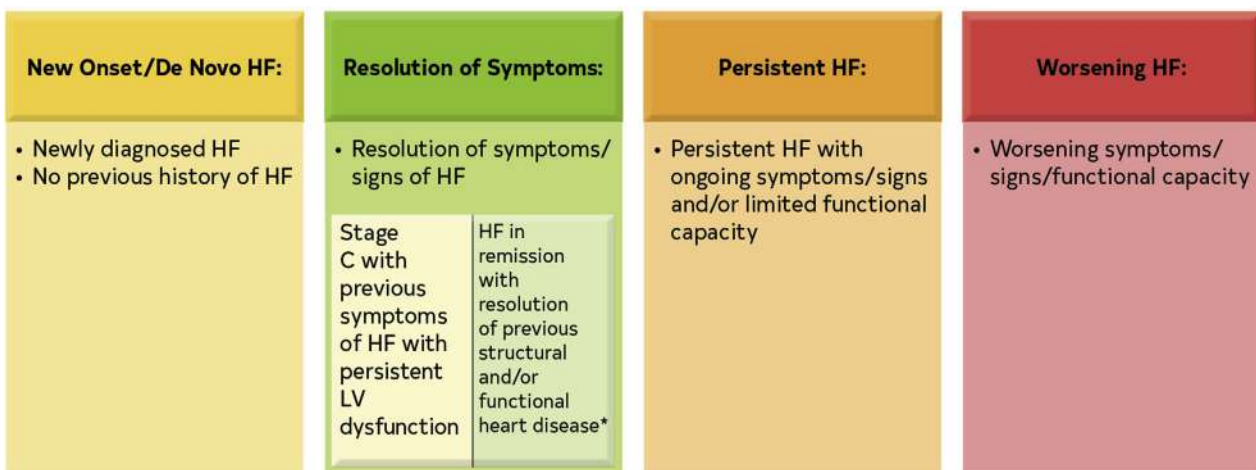 New Onset/De Novo HF:
• Newly diagnosed HF
• No previous history of HF
Resolution of Symptoms:
• Resolution of symptoms/
signs of HF
Stage
C with
previous
symptoms
of HF with
persistent
LV
dysfunction
HF in
remission
with
resolution
of previous
structural
and/or
functional
heart disease*
Persistent HF:
• Persistent HF with
ongoing symptoms/signs
and/or limited functional
capacity
Worsening HF:
• Worsening symptoms/
signs/functional capacity